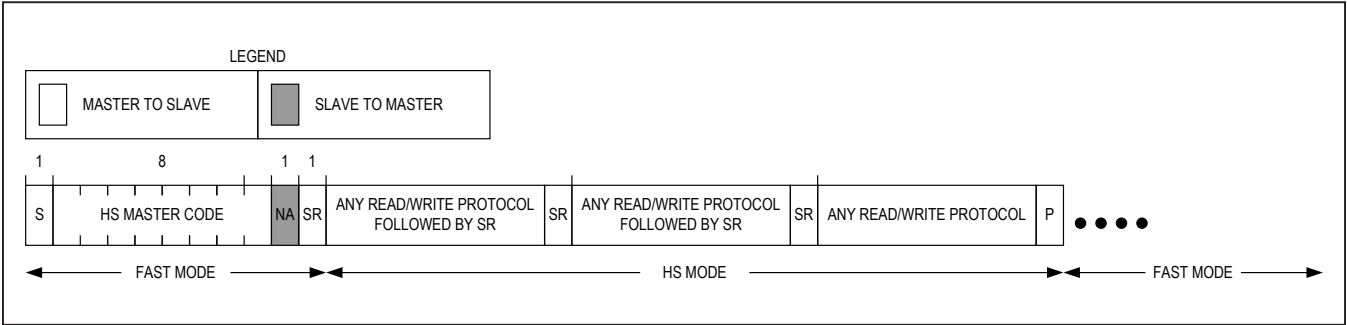 LEGEND
MASTER TO SLAVE
SLAVE TO MASTER
1 8 1 1
S HS MASTER CODE NA SR ANY READ/WRITE PROTOCOL FOLLOWED BY SR SR ANY READ/WRITE PROTOCOL FOLLOWED BY SR SR ANY READ/WRITE PROTOCOL P
FAST MODE HS MODE FAST MODE